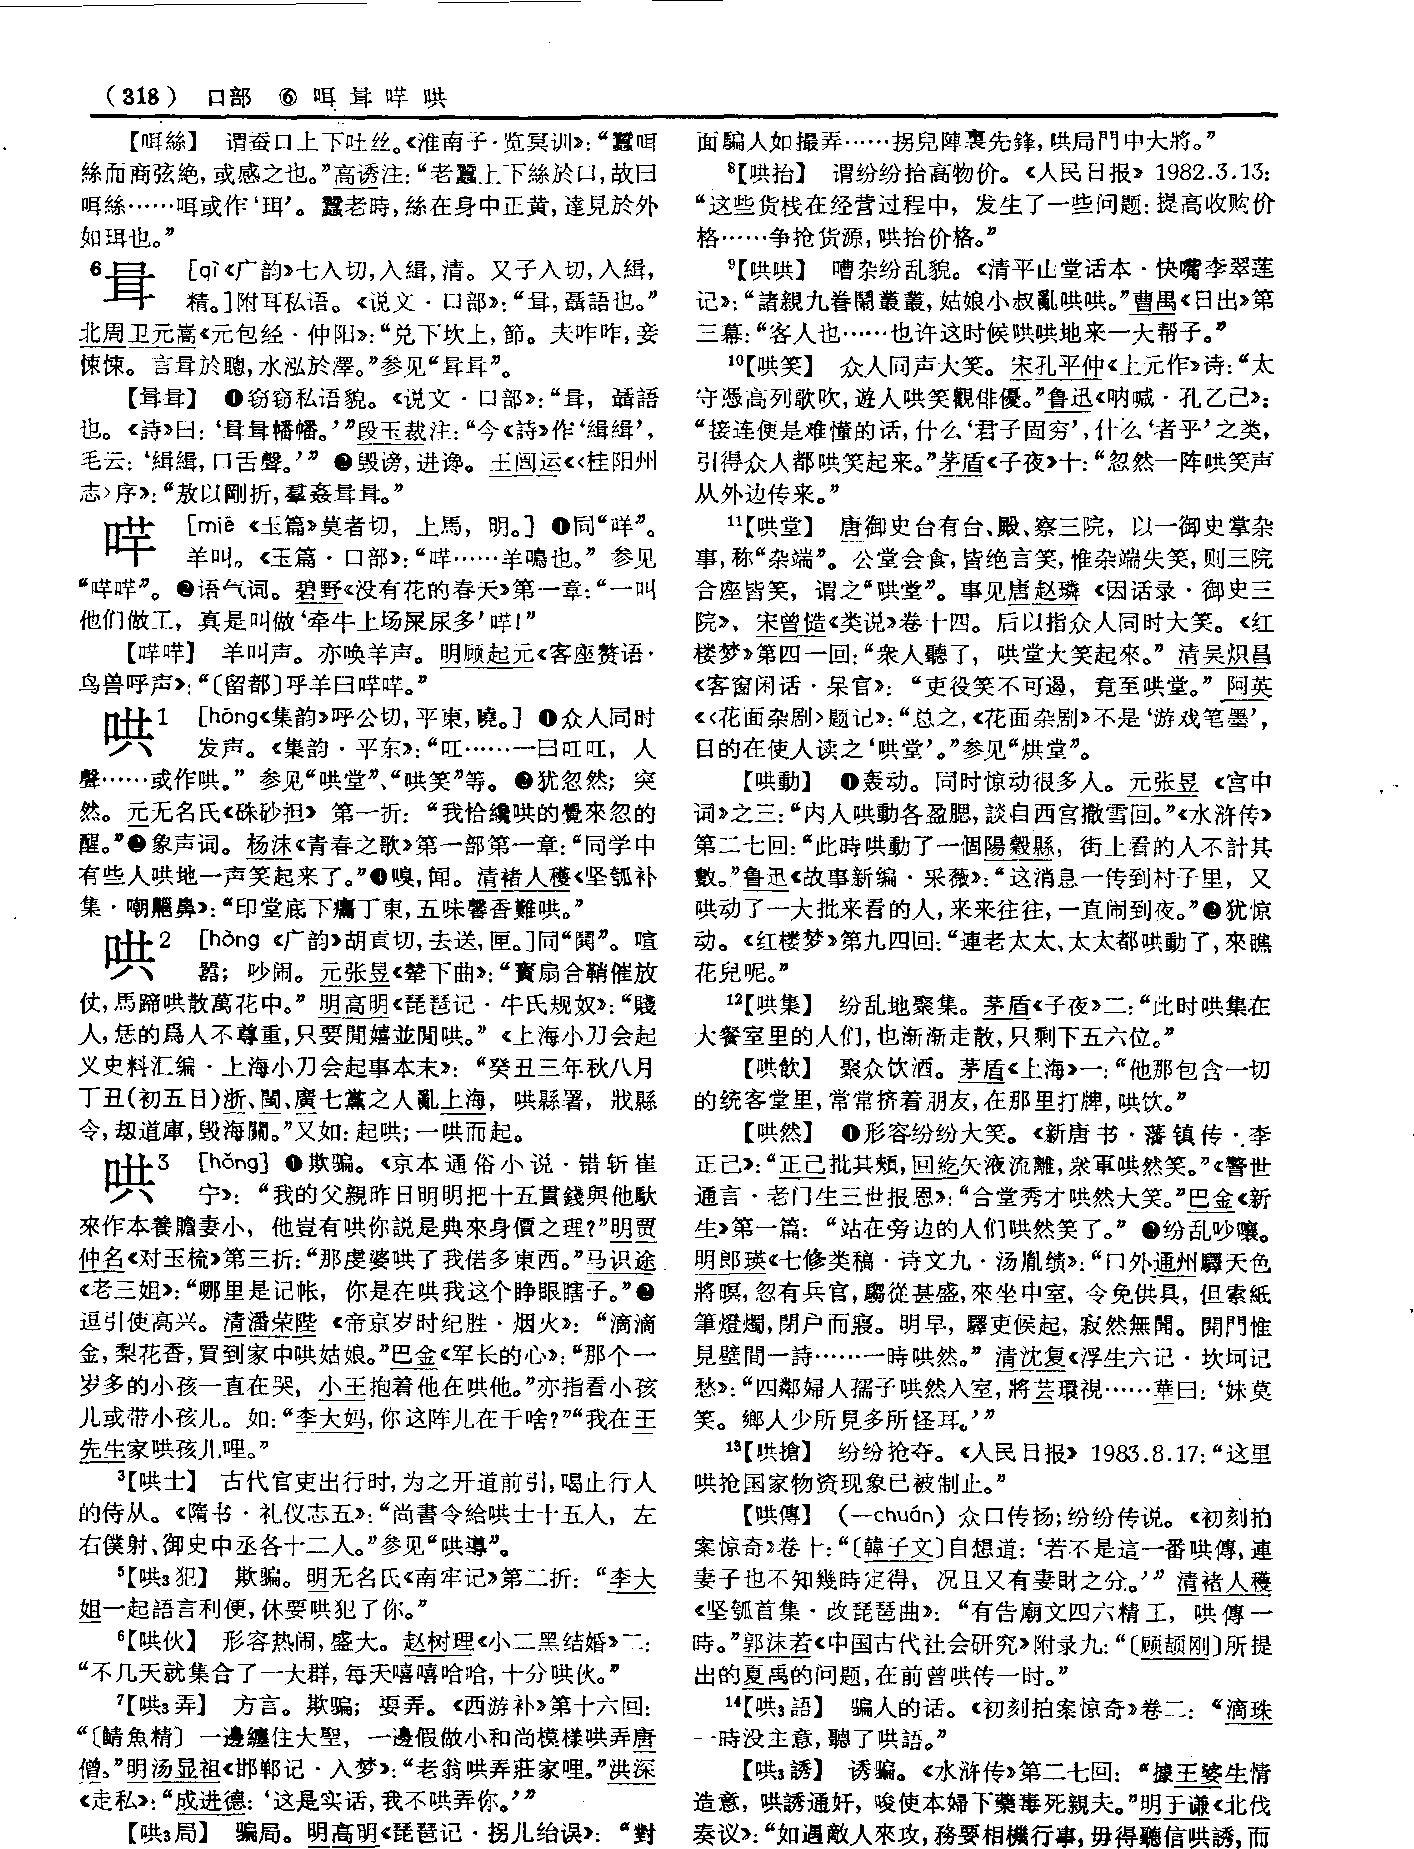 (318) 口部 ⑥ 咡 咠 哶 哄
【咡絲】 谓蚕口上下吐丝。《淮南子·览冥训》：“蠶咡
絲而商弦絶，或感之也。”高诱注：“老蠶上下絲於口，故曰
咡絲……咡或作‘珥’。蠶老時，絲在身中正黄，達見於外
如珥也。”
6咠 [qì《广韵》七入切，入緝，清。又子入切，入緝，
精。]附耳私语。《说文·口部》：“咠，聶語也。”
北周卫元嵩《元包经·仲阳》：“兑下坎上，節。夫咋咋，妾
悚悚。言咠於聰，水泓於澤。”参见“咠咠”。
【咠咠】 ❶窃窃私语貌。《说文·口部》：“咠，聶語
也。《詩》曰：‘咠咠幡幡。’”段玉裁注：“今《詩》作‘緝緝’，
毛云：‘緝緝，口舌聲。’” ❷毁谤，进谗。王闿运《〈桂阳州
志〉序》：“敖以剛折，羣姦咠咠。”
哶 [miē《玉篇》莫者切，上馬，明。] ❶同“咩”。
羊叫。《玉篇·口部》：“哶……羊鳴也。” 参见
“哶哶”。❷语气词。碧野《没有花的春天》第一章：“一叫
他们做工，真是叫做‘牵牛上场屎尿多’哶！”
【哶哶】 羊叫声。亦唤羊声。明顾起元《客座赘语·
鸟兽呼声》：“〔留都〕呼羊曰哶哶。”
哄1 [hōng《集韵》呼公切，平東，曉。] ❶众人同时
发声。《集韵·平东》：“叿……一曰叿叿，人
聲……或作哄。” 参见“哄堂”、“哄笑”等。❷犹忽然；突
然。元无名氏《硃砂担》第一折：“我恰纔哄的覺來忽的
醒。”❸象声词。杨沫《青春之歌》第一部第一章：“同学中
有些人哄地一声笑起来了。”❹嗅，闻。清褚人穫《坚瓠补
集·嘲齇鼻》：“印堂底下癟丁東，五味馨香難哄。”
哄2 [hòng《广韵》胡貢切，去送，匣。]同“鬨”。喧
嚣；吵闹。元张昱《辇下曲》：“寳扇合鞘催放
仗，馬蹄哄散萬花中。” 明高明《琵琶记·牛氏规奴》：“賤
人，恁的爲人不尊重，只要閒嬉並閒哄。”《上海小刀会起
义史料汇编·上海小刀会起事本末》：“癸丑三年秋八月
丁丑(初五日)浙、閩、廣七黨之人亂上海，哄縣署，戕縣
令，刼道庫，毁海關。”又如：起哄；一哄而起。
哄3 [hǒng] ❶欺骗。《京本通俗小说·错斩崔
宁》：“我的父親昨日明明把十五貫錢與他馱
來作本養贍妻小，他豈有哄你説是典來身價之理？”明贾
仲名《对玉梳》第三折：“那虔婆哄了我偌多東西。”马识途
《老三姐》：“哪里是记帐，你是在哄我这个睁眼瞎子。”❷
逗引使高兴。清潘荣陛《帝京岁时纪胜·烟火》：“滴滴
金，梨花香，買到家中哄姑娘。”巴金《军长的心》：“那个一
岁多的小孩一直在哭，小王抱着他在哄他。”亦指看小孩
儿或带小孩儿。如：“李大妈，你这阵儿在干啥？”“我在王
先生家哄孩儿哩。”
3【哄士】 古代官吏出行时，为之开道前引，喝止行人
的侍从。《隋书·礼仪志五》：“尚書令給哄士十五人，左
右僕射、御史中丞各十二人。”参见“哄導”。
5【哄3犯】 欺骗。明无名氏《南牢记》第二折：“李大
姐一起語言利便，休要哄犯了你。”
6【哄伙】 形容热闹，盛大。赵树理《小二黑结婚》二：
“不几天就集合了一大群，每天嘻嘻哈哈，十分哄伙。”
7【哄3弄】 方言。欺骗；耍弄。《西游补》第十六回：
“〔鯖魚精〕一邊纏住大聖，一邊假做小和尚模樣哄弄唐
僧。”明汤显祖《邯郸记·入梦》：“老翁哄弄莊家哩。”洪深
《走私》：“成进德：‘这是实话，我不哄弄你。’”
【哄3局】 骗局。明高明《琵琶记·拐儿绐误》：“對
面騙人如撮弄……拐兒陣裏先鋒，哄局門中大將。”
8【哄抬】 谓纷纷抬高物价。《人民日报》1982.3.13：
“这些货栈在经营过程中，发生了一些问题：提高收购价
格……争抢货源，哄抬价格。”
9【哄哄】 嘈杂纷乱貌。《清平山堂话本·快嘴李翠莲
记》：“諸親九眷鬧叢叢，姑娘小叔亂哄哄。”曹禺《日出》第
三幕：“客人也……也许这时候哄哄地来一大帮子。”
10【哄笑】 众人同声大笑。宋孔平仲《上元作》诗：“太
守憑高列歌吹，遊人哄笑觀俳優。”鲁迅《呐喊·孔乙己》：
“接连便是难懂的话，什么‘君子固穷’，什么‘者乎’之类，
引得众人都哄笑起来。”茅盾《子夜》十：“忽然一阵哄笑声
从外边传来。”
11【哄堂】 唐御史台有台、殿、察三院，以一御史掌杂
事，称“杂端”。公堂会食，皆绝言笑，惟杂端失笑，则三院
合座皆笑，谓之“哄堂”。事见唐赵璘《因话录·御史三
院》、宋曾慥《类说》卷十四。后以指众人同时大笑。《红
楼梦》第四一回：“衆人聽了，哄堂大笑起來。” 清吴炽昌
《客窗闲话·呆官》：“吏役笑不可遏，竟至哄堂。” 阿英
《〈花面杂剧〉题记》：“总之，《花面杂剧》不是‘游戏笔墨’，
目的在使人读之‘哄堂’。”参见“烘堂”。
【哄動】 ❶轰动。同时惊动很多人。元张昱《宫中
词》之三：“内人哄動各盈腮，談自西宫撒雪回。”《水浒传》
第二七回：“此時哄動了一個陽穀縣，街上看的人不計其
數。”鲁迅《故事新编·采薇》：“这消息一传到村子里，又
哄动了一大批来看的人，来来往往，一直闹到夜。”❷犹惊
动。《红楼梦》第九四回：“連老太太、太太都哄動了，來瞧
花兒呢。”
12【哄集】 纷乱地聚集。茅盾《子夜》二：“此时哄集在
大餐室里的人们，也渐渐走散，只剩下五六位。”
【哄飲】 聚众饮酒。茅盾《上海》一：“他那包含一切
的统客堂里，常常挤着朋友，在那里打牌，哄饮。”
【哄然】 ❶形容纷纷大笑。《新唐书·藩镇传·李
正己》：“正己批其頰，回紇矢液流離，衆軍哄然笑。”《警世
通言·老门生三世报恩》：“合堂秀才哄然大笑。”巴金《新
生》第一篇：“站在旁边的人们哄然笑了。” ❷纷乱吵嚷。
明郎瑛《七修类稿·诗文九·汤胤绩》：“门外通州驛天色
將暝，忽有兵官，騶從甚盛，來坐中室，令免供具，但索紙
筆燈燭，閉户而寢。明早，驛吏候起，寂然無聞。開門惟
見壁間一詩……一時哄然。” 清沈复《浮生六记·坎坷记
愁》：“四鄰婦人孺子哄然入室，將芸環視……華曰：‘妹莫
笑。鄉人少所見多所怪耳。’”
13【哄搶】 纷纷抢夺。《人民日报》1983.8.17：“这里
哄抢国家物资现象已被制止。”
【哄傳】 (—chuán) 众口传扬；纷纷传说。《初刻拍
案惊奇》卷十：“〔韓子文〕自想道：‘若不是這一番哄傳，連
妻子也不知幾時定得，况且又有妻財之分。’” 清褚人穫
《坚瓠首集·改琵琶曲》：“有告廟文四六精工，哄傳一
時。”郭沫若《中国古代社会研究》附录九：“〔顾颉刚〕所提
出的夏禹的问题，在前曾哄传一时。”
14【哄3語】 骗人的话。《初刻拍案惊奇》卷二：“滴珠
一時没主意，聽了哄語。”
【哄3誘】 诱骗。《水浒传》第二七回：“據王婆生情
造意，哄誘通奸，唆使本婦下藥毒死親夫。”明于谦《北伐
奏议》：“如遇敵人來攻，務要相機行事，毋得聽信哄誘，而